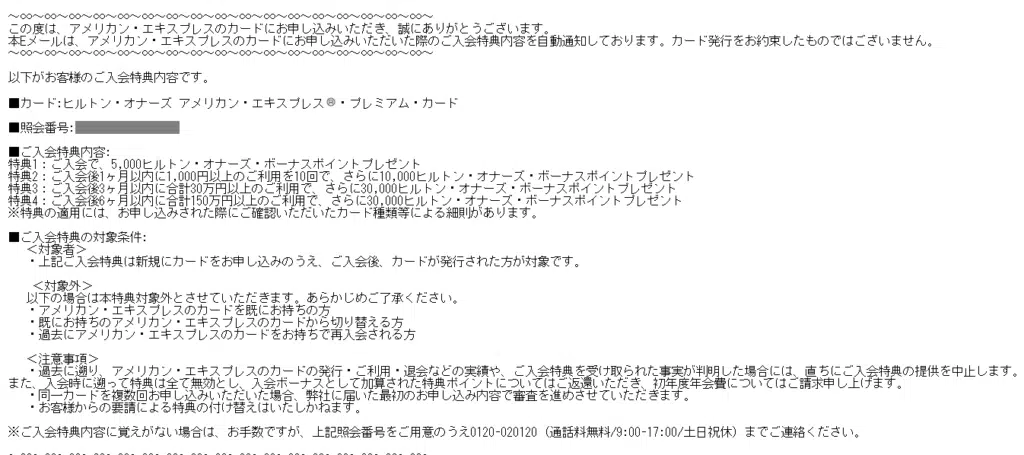 ～∞～∞～∞～∞～∞～∞～∞～∞～∞～∞～∞～∞～∞～∞～∞～∞～∞～
この度は、アメリカン・エキスプレスのカードにお申し込みいただき、誠にありがとうございます。
本Eメールは、アメリカン・エキスプレスのカードにお申し込みいただいた際のご入会特典内容を自動通知しております。カード発行をお約束したものではございません。
～∞～∞～∞～∞～∞～∞～∞～∞～∞～∞～∞～∞～∞～∞～∞～∞～∞～
以下がお客様のご入会特典内容です。
■カード:ヒルトン・オナーズ アメリカン・エキスプレス®・プレミアム・カード
■照会番号:
■ご入会特典内容:
特典1：ご入会で、5,000ヒルトン・オナーズ・ボーナスポイントプレゼント
特典2：ご入会後1ヶ月以内に1,000円以上のご利用を10回で、さらに10,000ヒルトン・オナーズ・ボーナスポイントプレゼント
特典3：ご入会後3ヶ月以内に合計30万円以上のご利用で、さらに30,000ヒルトン・オナーズ・ボーナスポイントプレゼント
特典4：ご入会後6ヶ月以内に合計150万円以上のご利用で、さらに30,000ヒルトン・オナーズ・ボーナスポイントプレゼント
※特典の適用には、お申し込みされた際にご確認いただいたカード種類等による細則があります。
■ご入会特典の対象条件:
＜対象者＞
・上記ご入会特典は新規にカードをお申し込みのうえ、ご入会後、カードが発行された方が対象です。
＜対象外＞
以下の場合は本特典対象外とさせていただきます。あらかじめご了承ください。
・アメリカン・エキスプレスのカードを既にお持ちの方
・既にお持ちのアメリカン・エキスプレスのカードから切り替える方
・過去にアメリカン・エキスプレスのカードをお持ちで再入会される方
＜注意事項＞
・過去に遡り、アメリカン・エキスプレスのカードの発行・ご利用・退会などの実績や、ご入会特典を受け取られた事実が判明した場合には、直ちにご入会特典の提供を中止します。
また、入会時に遡って特典は全て無効とし、入会ボーナスとして加算された特典ポイントについてはご返還いただき、初年度年会費についてはご請求申し上げます。
・同一カードを複数回お申し込みいただいた場合、弊社に届いた最初のお申し込み内容で審査を進めさせていただきます。
・お客様からの要請による特典の付け替えはいたしかねます。
※ご入会特典内容に覚えがない場合は、お手数ですが、上記照会番号をご用意のうえ0120-020120（通話料無料/9:00-17:00/土日祝休）までご連絡ください。